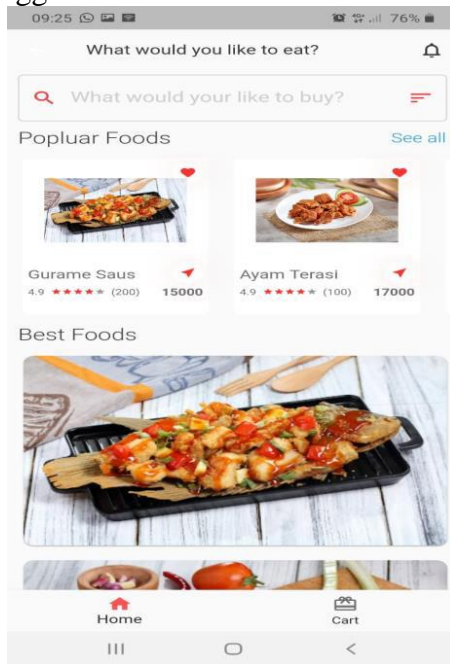 09:25 76%
What would you like to eat?
What would your like to buy?
Popluar Foods See all
Gurame Saus
4.9 (200) 15000
Ayam Terasi
4.9 (100) 17000
Best Foods
Home Cart